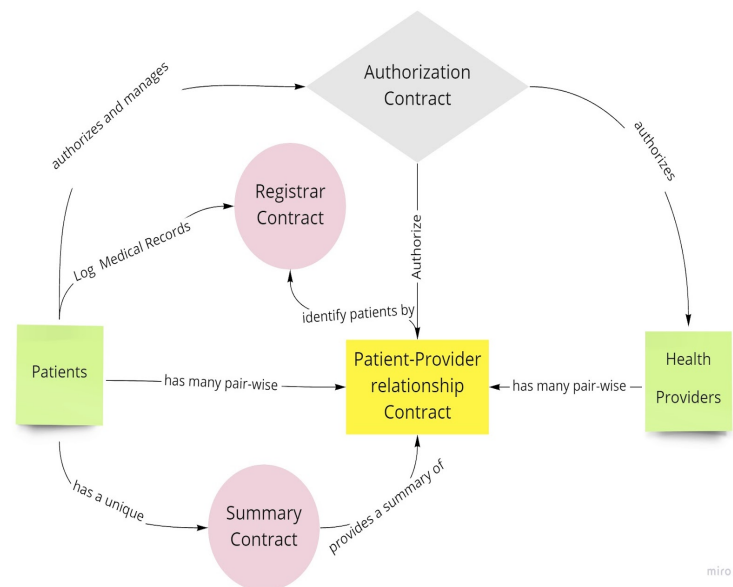 Authorization
Contract
authorizes and manages
authorizes
Registrar
Contract
Log Medical Records
Authorize
identify patients by
Patients
has many pair-wise
Patient-Provider
relationship
Contract
has many pair-wise
Health
Providers
has a unique
Summary
Contract
provides a summary of
miro